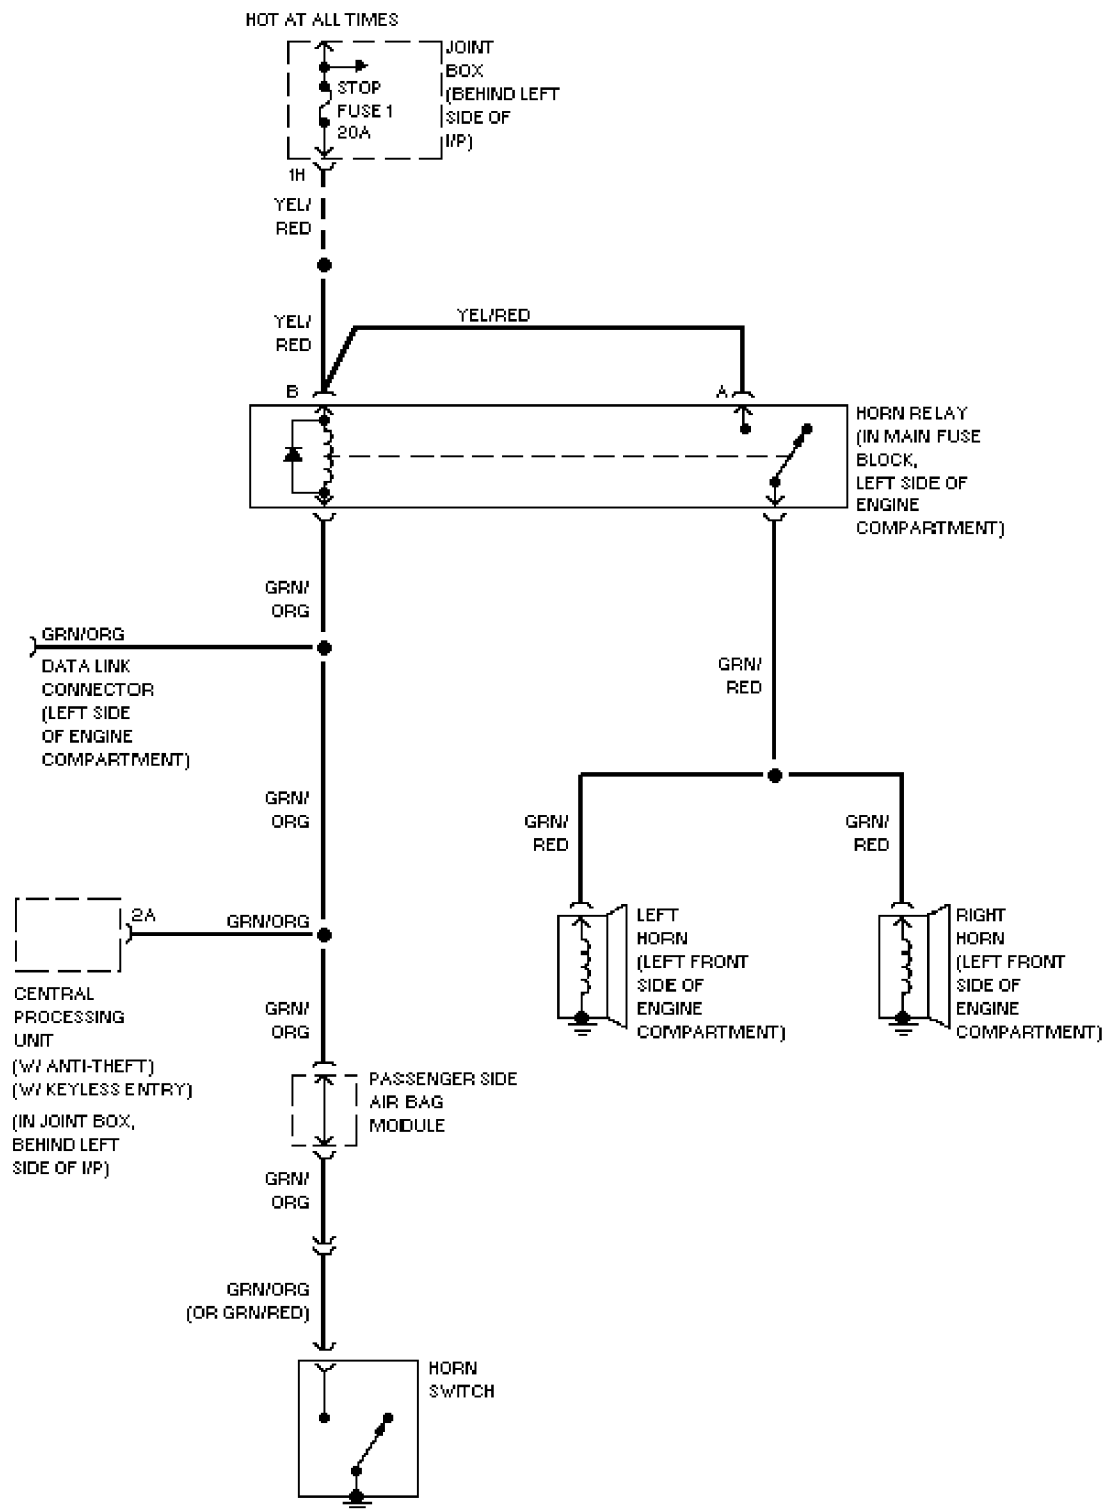 HOT AT ALL TIMES
JOINT
BOX
(BEHIND LEFT
SIDE OF
I/P)
STOP
FUSE 1
20A
1H
YEL/
RED
YEL/
RED
YEL/RED
B
A
HORN RELAY
(IN MAIN FUSE
BLOCK,
LEFT SIDE OF
ENGINE
COMPARTMENT)
GRN/
ORG
GRN/ORG
DATA LINK
CONNECTOR
(LEFT SIDE
OF ENGINE
COMPARTMENT)
GRN/
RED
GRN/
ORG
GRN/
RED
GRN/
RED
2A
GRN/ORG
LEFT
HORN
(LEFT FRONT
SIDE OF
ENGINE
COMPARTMENT)
RIGHT
HORN
(LEFT FRONT
SIDE OF
ENGINE
COMPARTMENT)
CENTRAL
PROCESSING
UNIT
(W/ ANTI-THEFT)
(W/ KEYLESS ENTRY)
(IN JOINT BOX,
BEHIND LEFT
SIDE OF I/P)
GRN/
ORG
PASSENGER SIDE
AIR BAG
MODULE
GRN/
ORG
GRN/ORG
(OR GRN/RED)
HORN
SWITCH